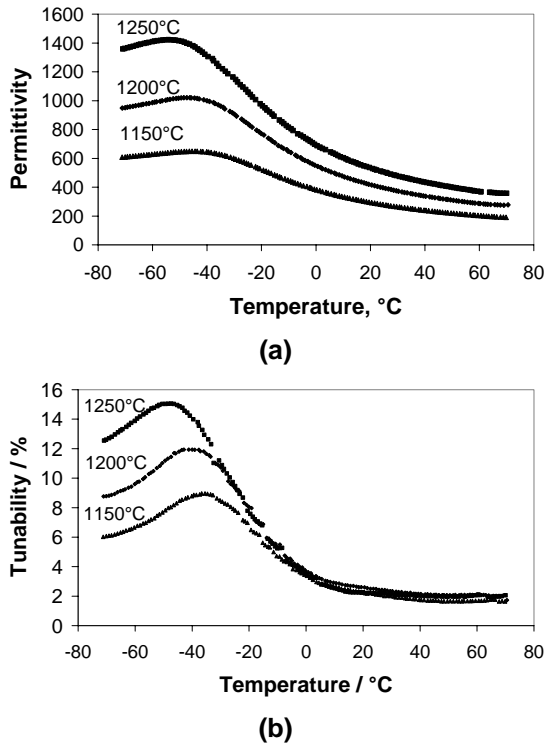 1600
1400
1200
1000
800
600
400
200
0
1250°C
1200°C
1150°C
Permittivity
-80 -60 -40 -20 0 20 40 60 80
Temperature, °C
(a)
16
14
12
10
8
6
4
2
0
1250°C
1200°C
1150°C
Tunability / %
-80 -60 -40 -20 0 20 40 60 80
Temperature / °C
(b)